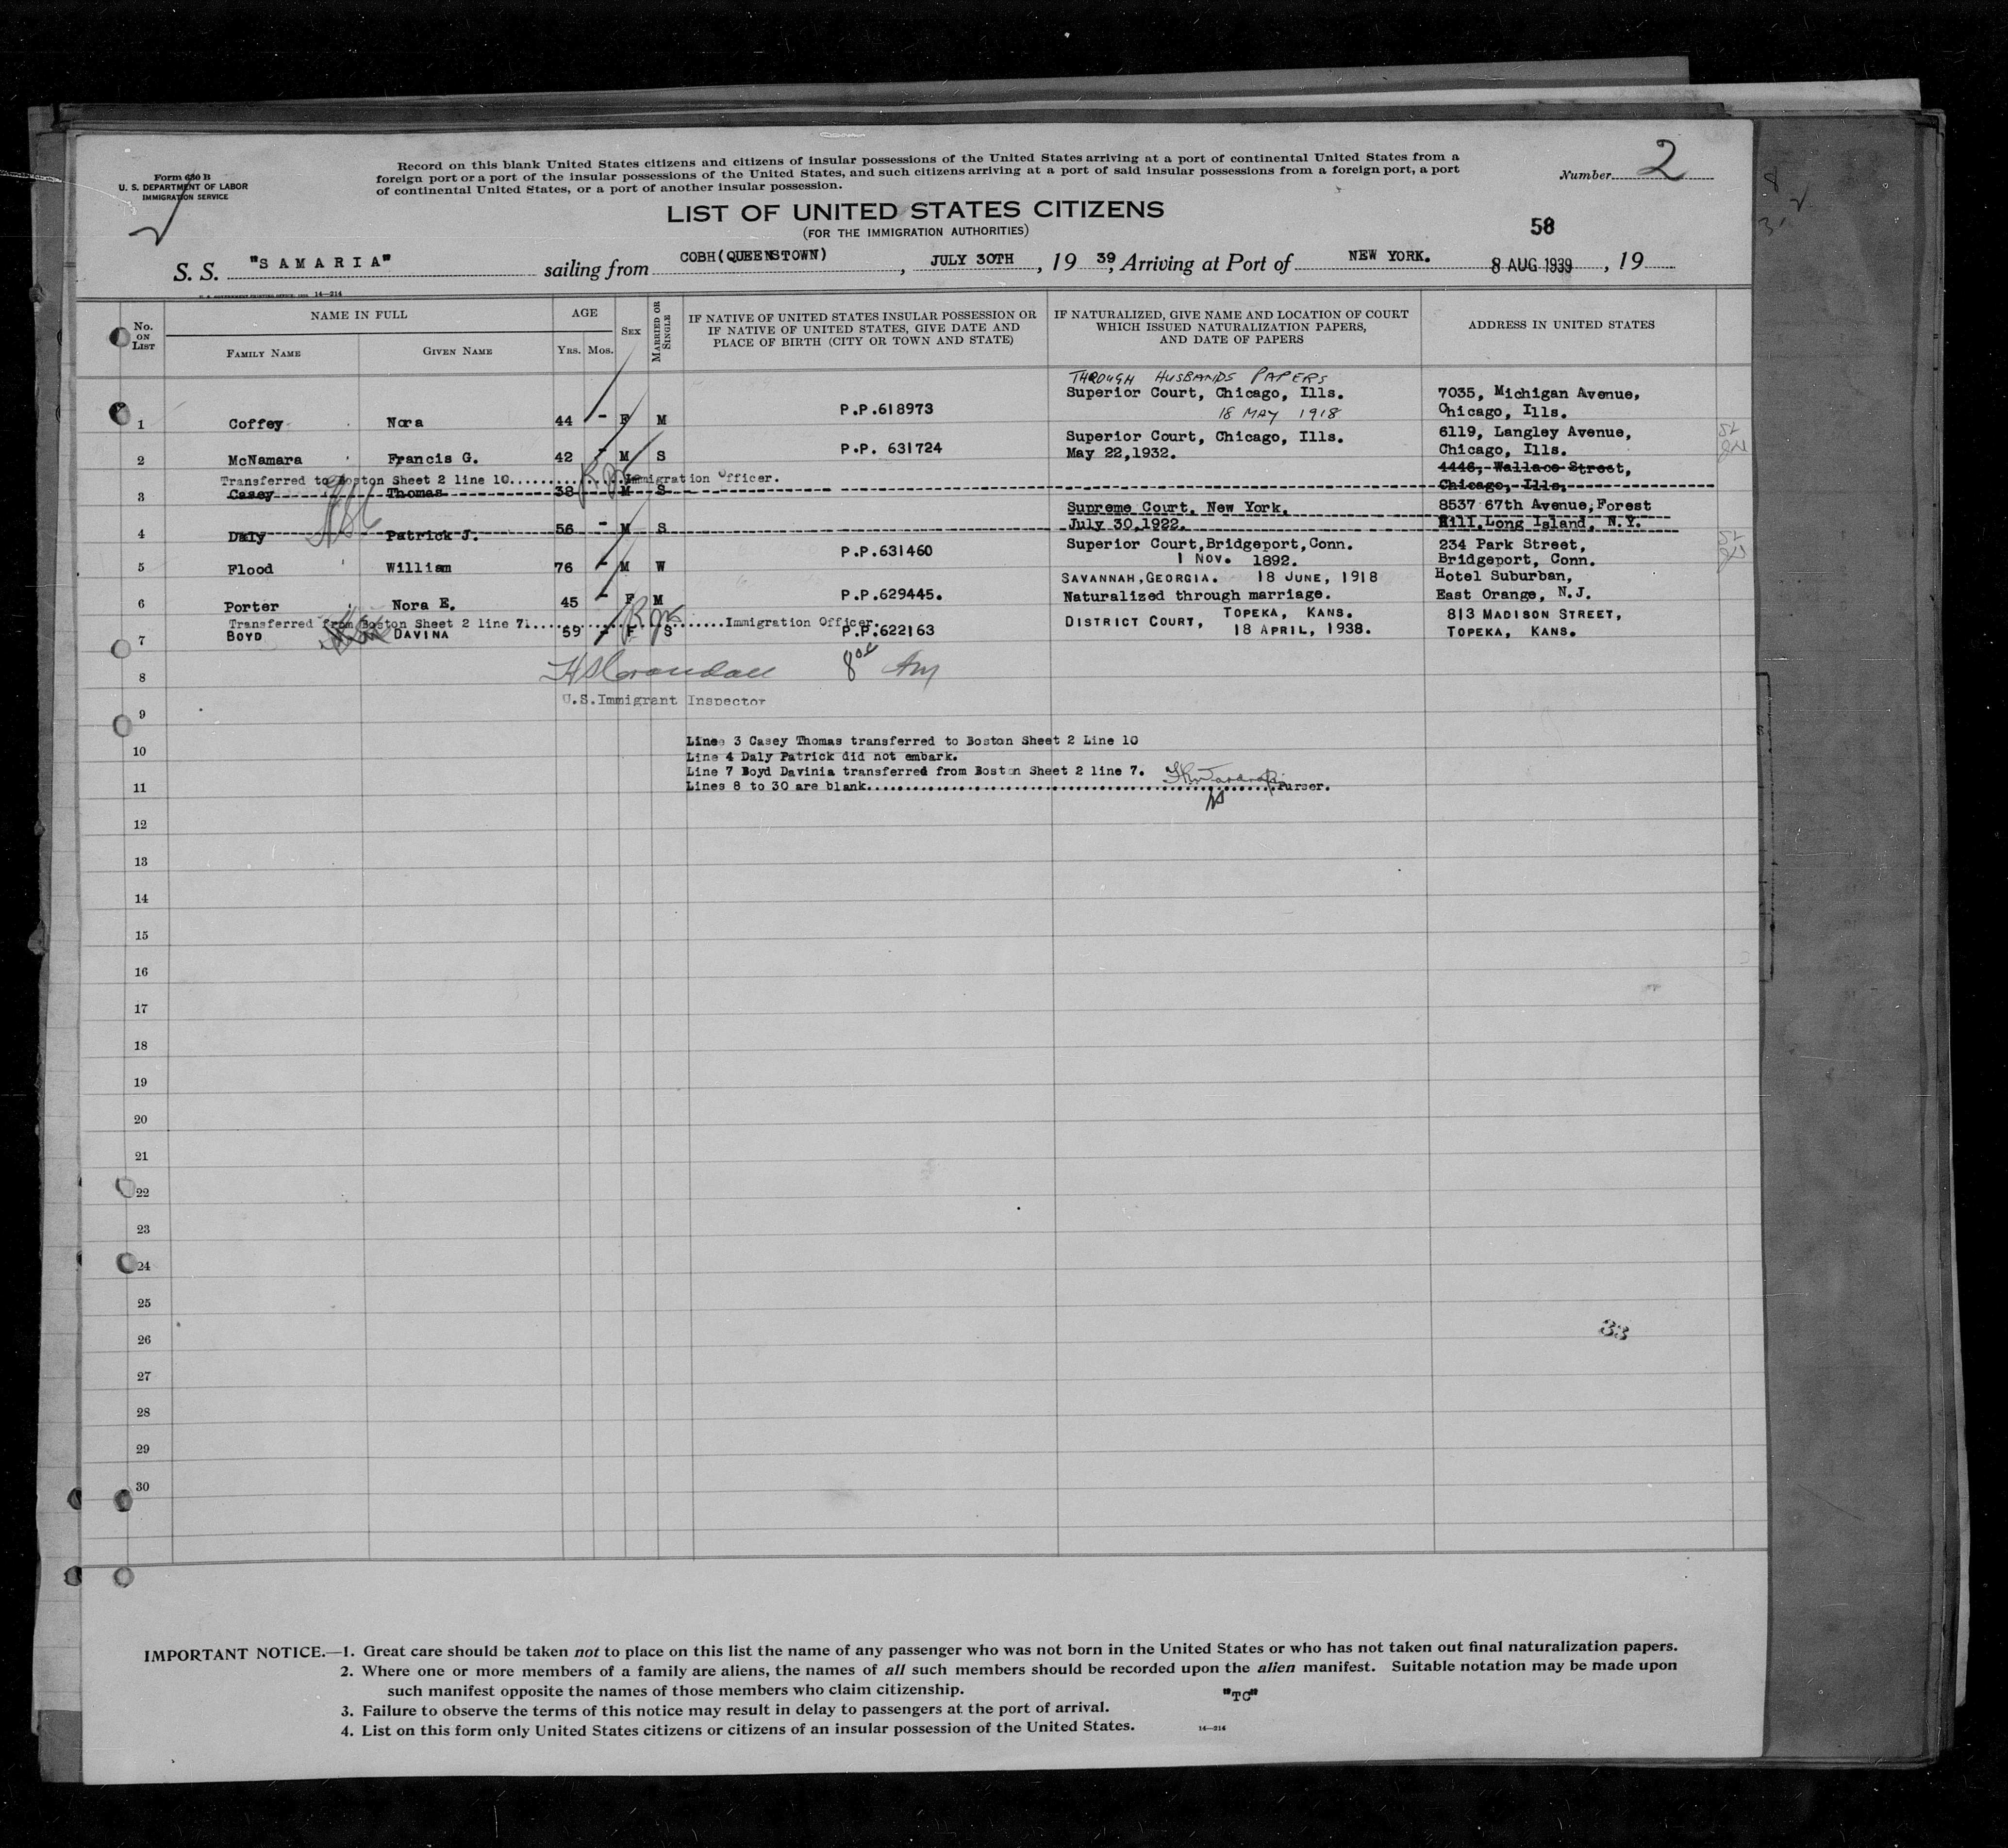 Form 630 B
U. S. DEPARTMENT OF LABOR
IMMIGRATION SERVICE
Record on this blank United States citizens and citizens of insular possessions of the United States arriving at a port of continental United States from a
foreign port or a port of the insular possessions of the United States, and such citizens arriving at a port of said insular possessions from a foreign port, a port
of continental United States, or a port of another insular possession.
Number 2
LIST OF UNITED STATES CITIZENS
(FOR THE IMMIGRATION AUTHORITIES)
58
S. S. "SAMARIA" sailing from COBH(QUEENSTOWN), JULY 30TH, 19 39, Arriving at Port of NEW YORK. 8 AUG 1939, 19
14—214
No. ON LIST
NAME IN FULL
FAMILY NAME GIVEN NAME
AGE
YRS. MOS.
SEX
MARRIED OR SINGLE
IF NATIVE OF UNITED STATES INSULAR POSSESSION OR
IF NATIVE OF UNITED STATES, GIVE DATE AND
PLACE OF BIRTH (CITY OR TOWN AND STATE)
IF NATURALIZED, GIVE NAME AND LOCATION OF COURT
WHICH ISSUED NATURALIZATION PAPERS,
AND DATE OF PAPERS
ADDRESS IN UNITED STATES
THROUGH HUSBANDS PAPERS
Superior Court, Chicago, Ills. 7035, Michigan Avenue,
1 Coffey Nora 44 - F M P.P.618973 18 MAY 1918 Chicago, Ills.
Superior Court, Chicago, Ills. 6119, Langley Avenue,
2 McNamara Francis G. 42 - M S P.P. 631724 May 22,1932. Chicago, Ills.
Transferred to Boston Sheet 2 line 10 Immigration Officer. 4446, Wallace Street,
3 Casey Thomas 38 M S Chicago, Ills.
Supreme Court, New York. 8537 67th Avenue, Forest
4 Daly Patrick J. 56 - M S July 30,1922. Hill, Long Island, N.Y.
Superior Court,Bridgeport,Conn. 234 Park Street,
5 Flood William 76 - M W P.P.631460 1 NOV. 1892. Bridgeport, Conn.
SAVANNAH,GEORGIA. 18 JUNE, 1918 Hotel Suburban,
6 Porter Nora E. 45 - F M P.P.629445. Naturalized through marriage. East Orange, N.J.
Transferred from Boston Sheet 2 line 7 Immigration Officer. TOPEKA, KANS. 813 MADISON STREET,
7 BOYD DAVINA 59 - F S P.P.622163 DISTRICT COURT, 18 APRIL, 1938. TOPEKA, KANS.
8
U.S.Immigrant Inspector
9
Line 3 Casey Thomas transferred to Boston Sheet 2 Line 10
10
Line 4 Daly Patrick did not embark.
Line 7 Boyd Davinia transferred from Boston Sheet 2 line 7.
11 Lines 8 to 30 are blank Purser.
12
13
14
15
16
17
18
19
20
21
22
23
24
25
26
33
27
28
29
30
IMPORTANT NOTICE.—1. Great care should be taken not to place on this list the name of any passenger who was not born in the United States or who has not taken out final naturalization papers.
2. Where one or more members of a family are aliens, the names of all such members should be recorded upon the alien manifest. Suitable notation may be made upon
such manifest opposite the names of those members who claim citizenship.
"TC"
3. Failure to observe the terms of this notice may result in delay to passengers at the port of arrival.
4. List on this form only United States citizens or citizens of an insular possession of the United States.
14—214